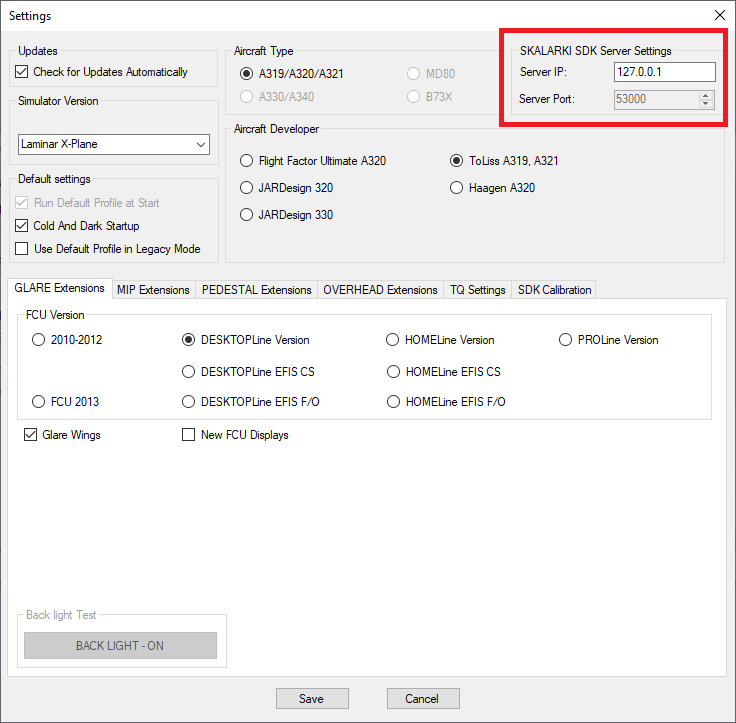 Settings
Updates
Check for Updates Automatically
Simulator Version
Laminar X-Plane
Default settings
Run Default Profile at Start
Cold And Dark Startup
Use Default Profile in Legacy Mode
Aircraft Type
A319/A320/A321
MD80
A330/A340
B73X
SKALARKI SDK Server Settings
Server IP:
127.0.0.1
Server Port:
53000
Aircraft Developer
Flight Factor Ultimate A320
ToLiss A319, A321
JARDesign 320
Haagen A320
JARDesign 330
GLARE Extensions
MIP Extensions
PEDESTAL Extensions
OVERHEAD Extensions
TQ Settings
SDK Calibration
FCU Version
2010-2012
DESKTOPLine Version
HOMELine Version
PROLine Version
DESKTOPLine EFIS CS
HOMELine EFIS CS
FCU 2013
DESKTOPLine EFIS F/O
HOMELine EFIS F/O
Glare Wings
New FCU Displays
Back light Test
BACK LIGHT - ON
Save
Cancel